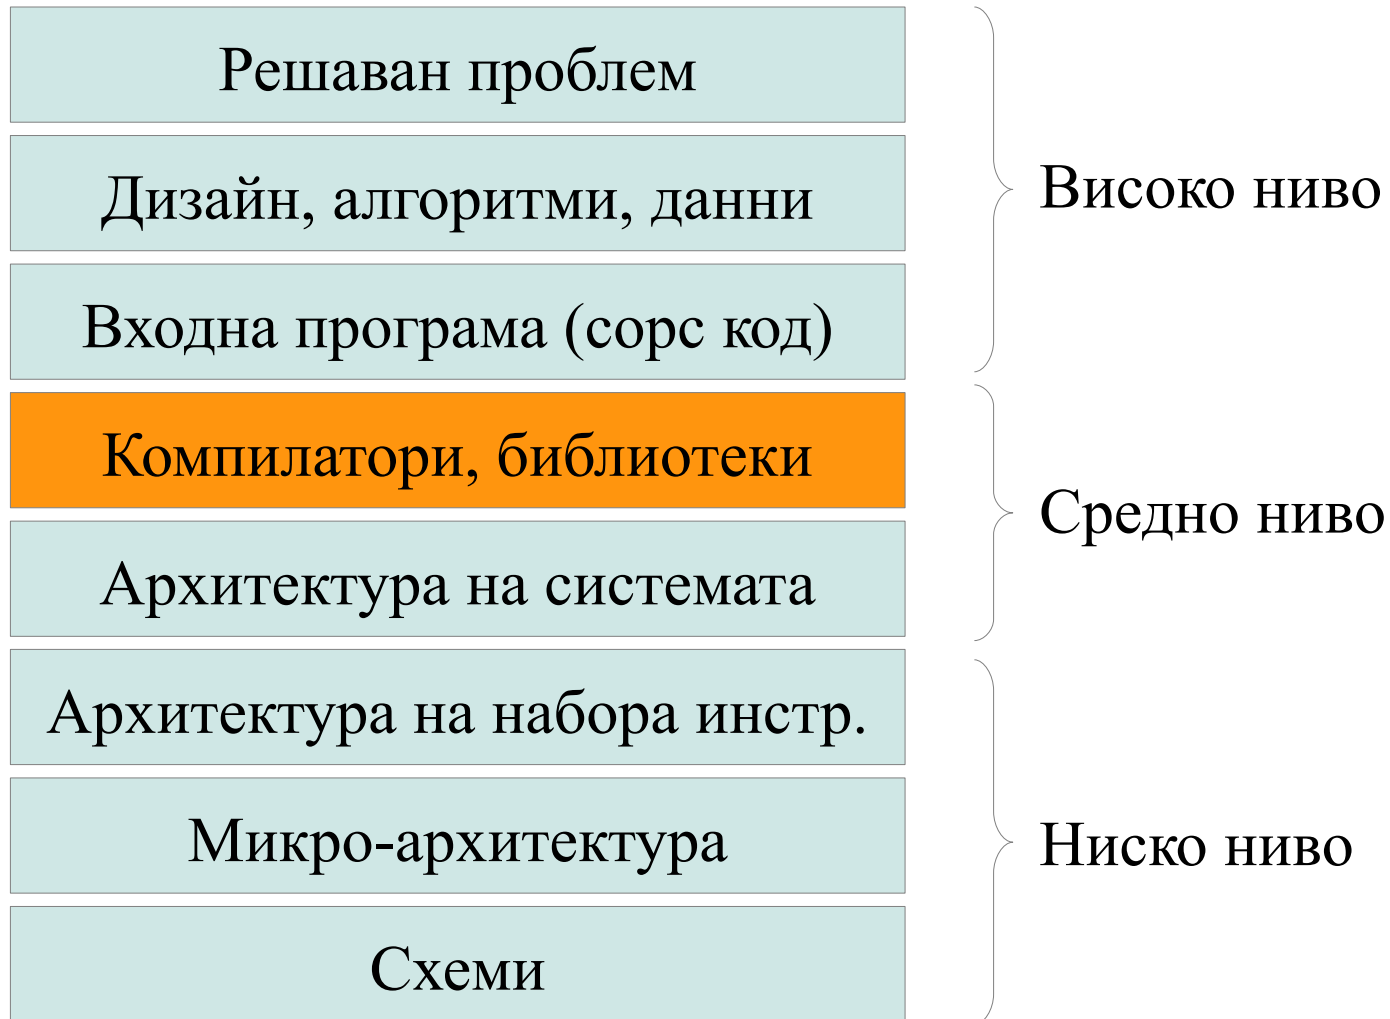 Решаван проблем
Дизайн, алгоритми, данни
Входна програма (сорс код)
Високо ниво
Компилатори, библиотеки
Архитектура на системата
Средно ниво
Архитектура на набора инстр.
Микро-архитектура
Схеми
Ниско ниво